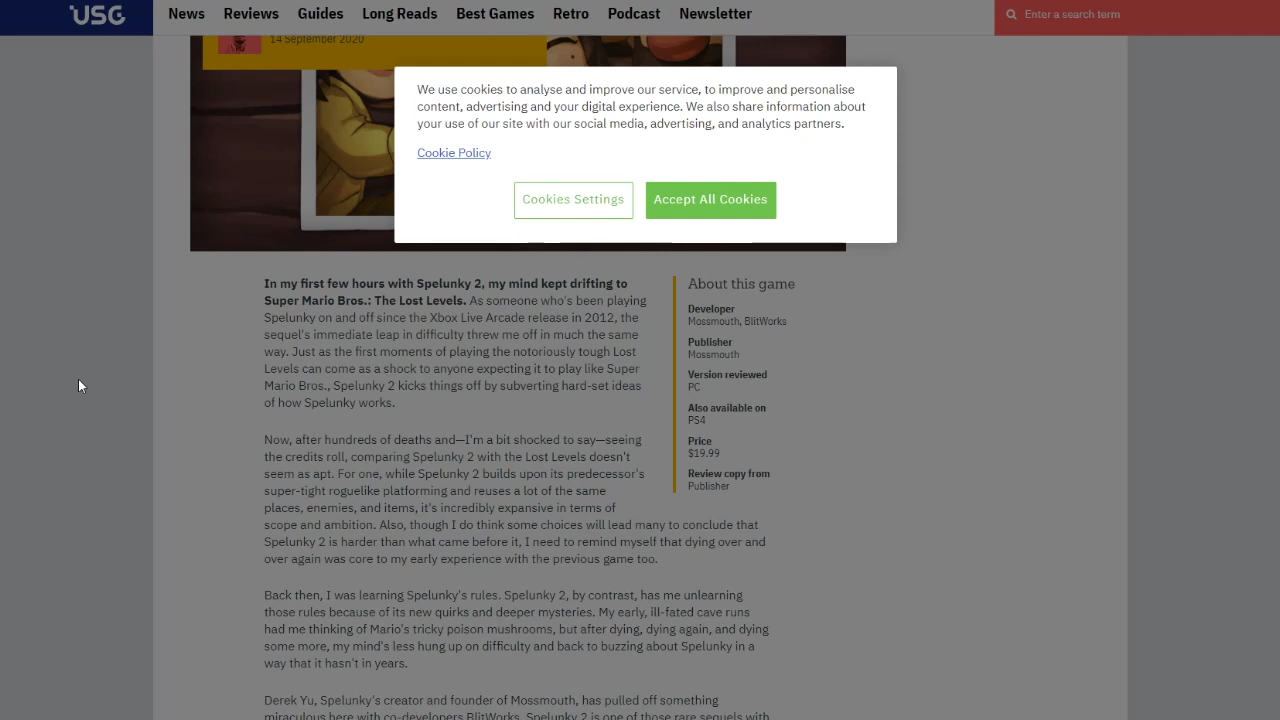 USG
News Reviews Guides Long Reads Best Games Retro Podcast Newsletter
Enter a search term
14 September 2020
We use cookies to analyse and improve our service, to improve and personalise
content, advertising and your digital experience. We also share information about
your use of our site with our social media, advertising, and analytics partners.
Cookie Policy
Cookies Settings
Accept All Cookies
In my first few hours with Spelunky 2, my mind kept drifting to
Super Mario Bros.: The Lost Levels. As someone who's been playing
Spelunky on and off since the Xbox Live Arcade release in 2012, the
sequel's immediate leap in difficulty threw me off in much the same
way. Just as the first moments of playing the notoriously tough Lost
Levels can come as a shock to anyone expecting it to play like Super
Mario Bros., Spelunky 2 kicks things off by subverting hard-set ideas
of how Spelunky works.
Now, after hundreds of deaths and—I'm a bit shocked to say—seeing
the credits roll, comparing Spelunky 2 with the Lost Levels doesn't
seem as apt. For one, while Spelunky 2 builds upon its predecessor's
super-tight roguelike platforming and reuses a lot of the same
places, enemies, and items, it's incredibly expansive in terms of
scope and ambition. Also, though I do think some choices will lead many to conclude that
Spelunky 2 is harder than what came before it, I need to remind myself that dying over and
over again was core to my early experience with the previous game too.
Back then, I was learning Spelunky's rules. Spelunky 2, by contrast, has me unlearning
those rules because of its new quirks and deeper mysteries. My early, ill-fated cave runs
had me thinking of Mario's tricky poison mushrooms, but after dying, dying again, and dying
some more, my mind's less hung up on difficulty and back to buzzing about Spelunky in a
way that it hasn't in years.
Derek Yu, Spelunky's creator and founder of Mossmouth, has pulled off something
miraculous here with co-developers BlitWorks. Spelunky 2 is one of those rare sequels with
About this game
Developer
Mossmouth, BlitWorks
Publisher
Mossmouth
Version reviewed
PC
Also available on
PS4
Price
$19.99
Review copy from
Publisher